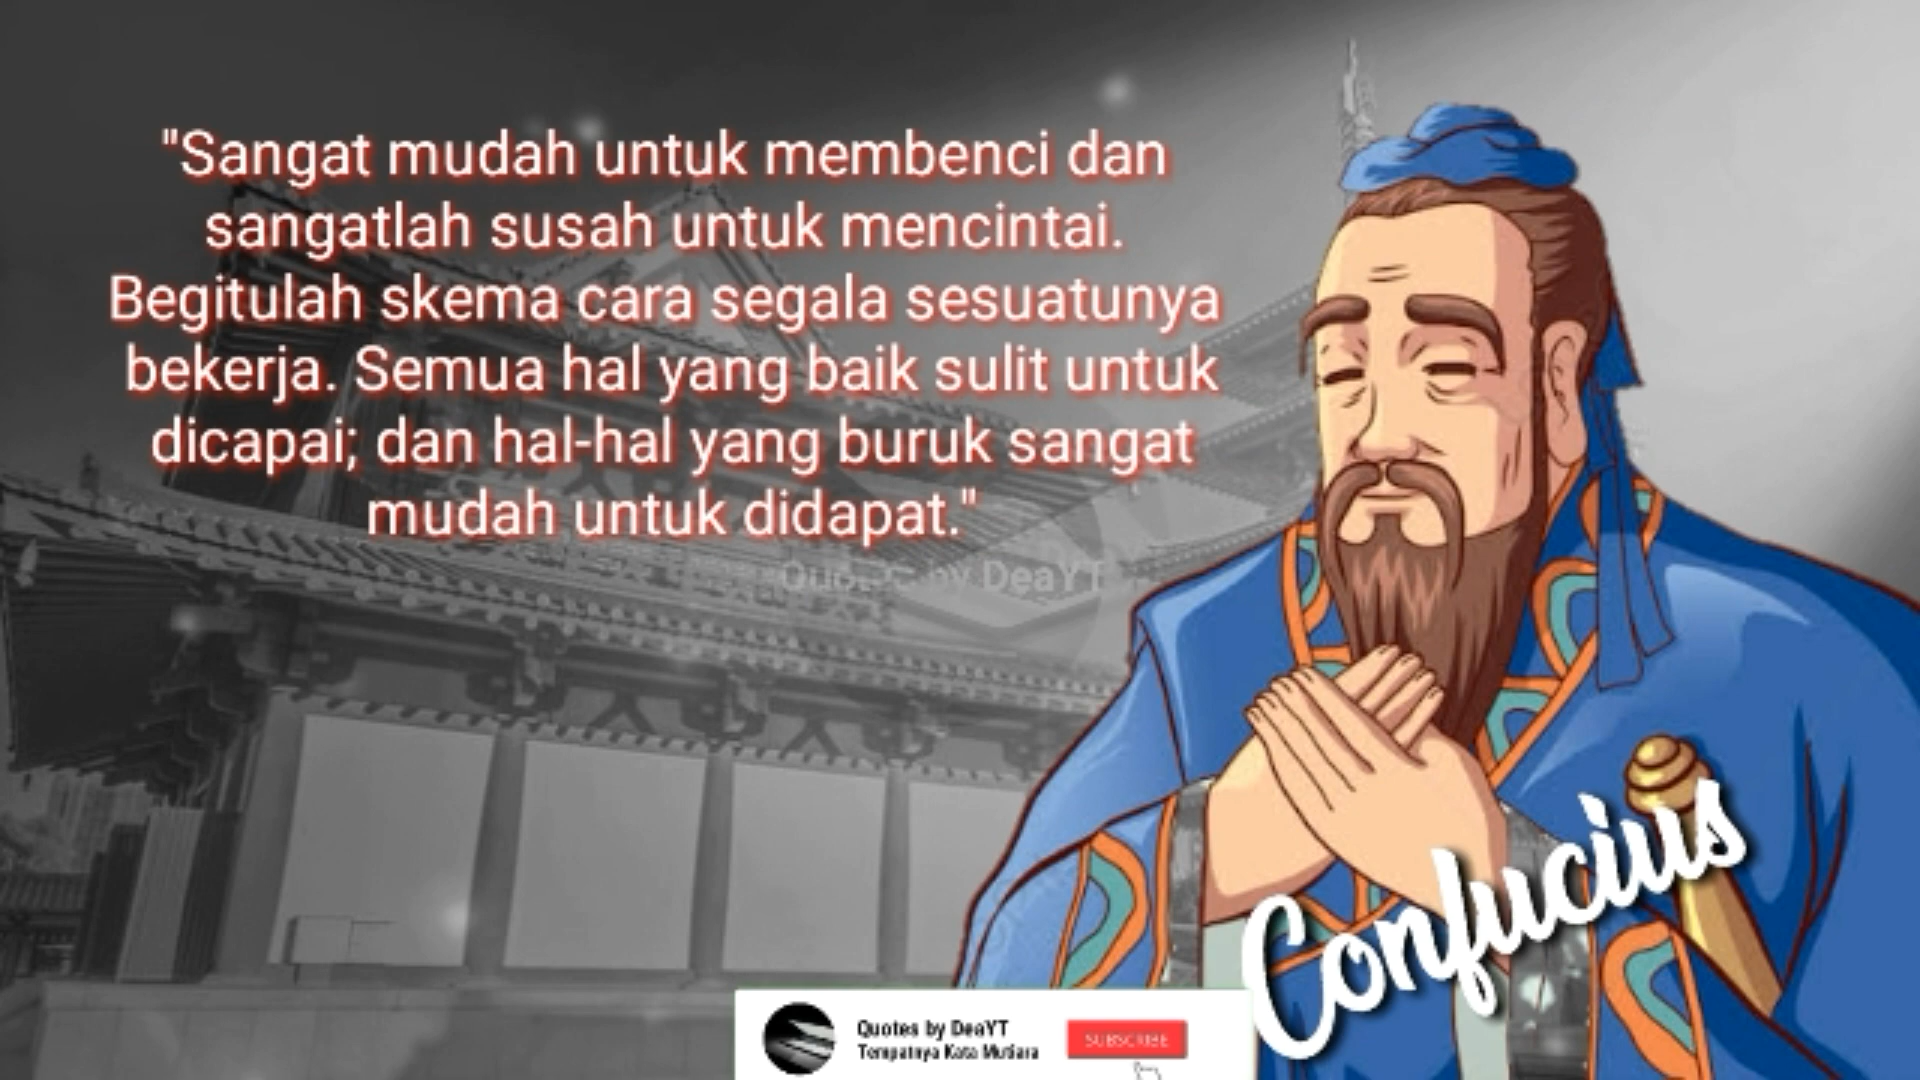 "Sangat mudah untuk membenci dan
sangatlah susah untuk mencintai.
Begitulah skema cara segala sesuatunya
bekerja. Semua hal yang baik sulit untuk
dicapai; dan hal-hal yang buruk sangat
mudah untuk didapat."
Quotes by DeaYT
Confucius
Quotes by DeaYT
Tempatnya Kata Mutiara
SUBSCRIBE